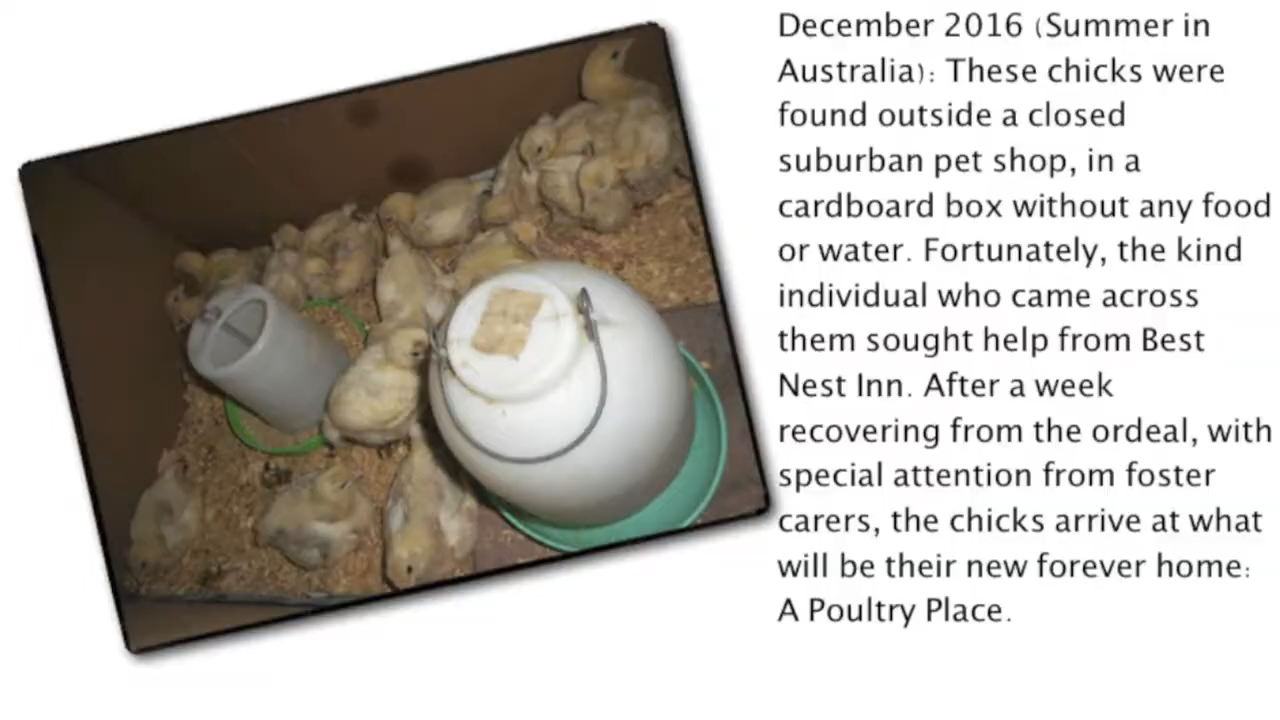 December 2016 (Summer in
Australia): These chicks were
found outside a closed
suburban pet shop, in a
cardboard box without any food
or water. Fortunately, the kind
individual who came across
them sought help from Best
Nest Inn. After a week
recovering from the ordeal, with
special attention from foster
carers, the chicks arrive at what
will be their new forever home:
A Poultry Place.